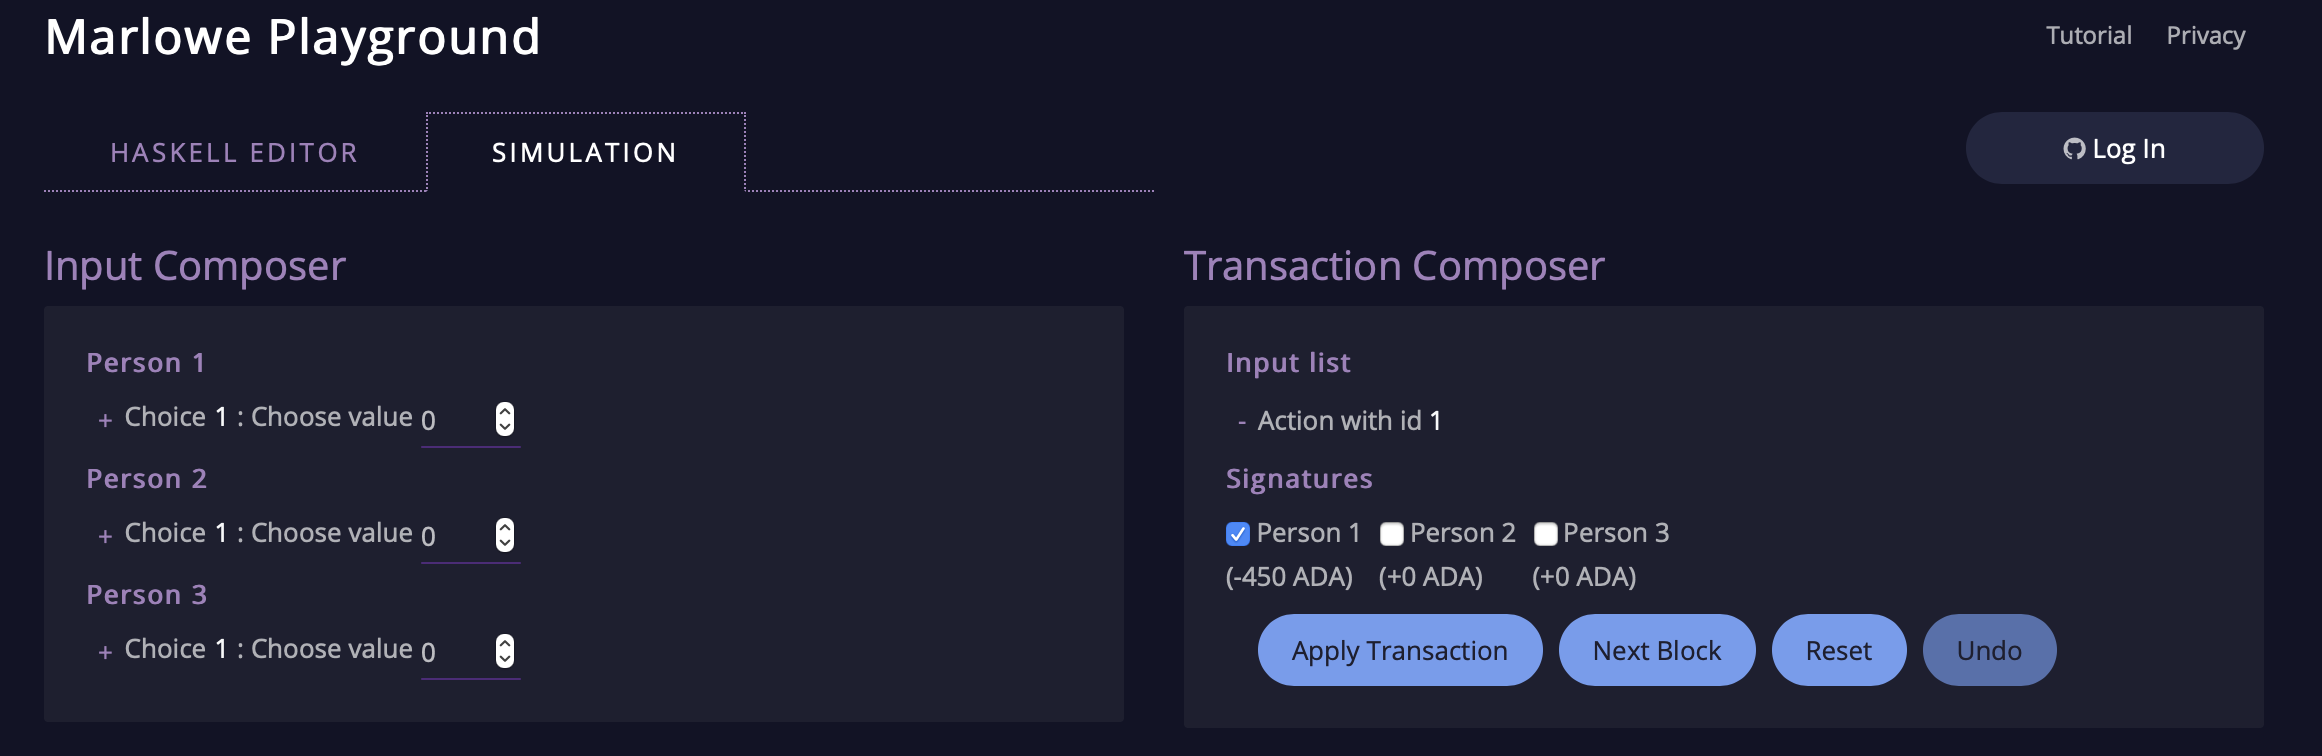 Marlowe Playground
Tutorial Privacy
HASKELL EDITOR
SIMULATION
Log In
Input Composer
Person 1
+ Choice 1 : Choose value 0
Person 2
+ Choice 1 : Choose value 0
Person 3
+ Choice 1 : Choose value 0
Transaction Composer
Input list
- Action with id 1
Signatures
Person 1 Person 2 Person 3
(-450 ADA) (+0 ADA) (+0 ADA)
Apply Transaction Next Block Reset Undo